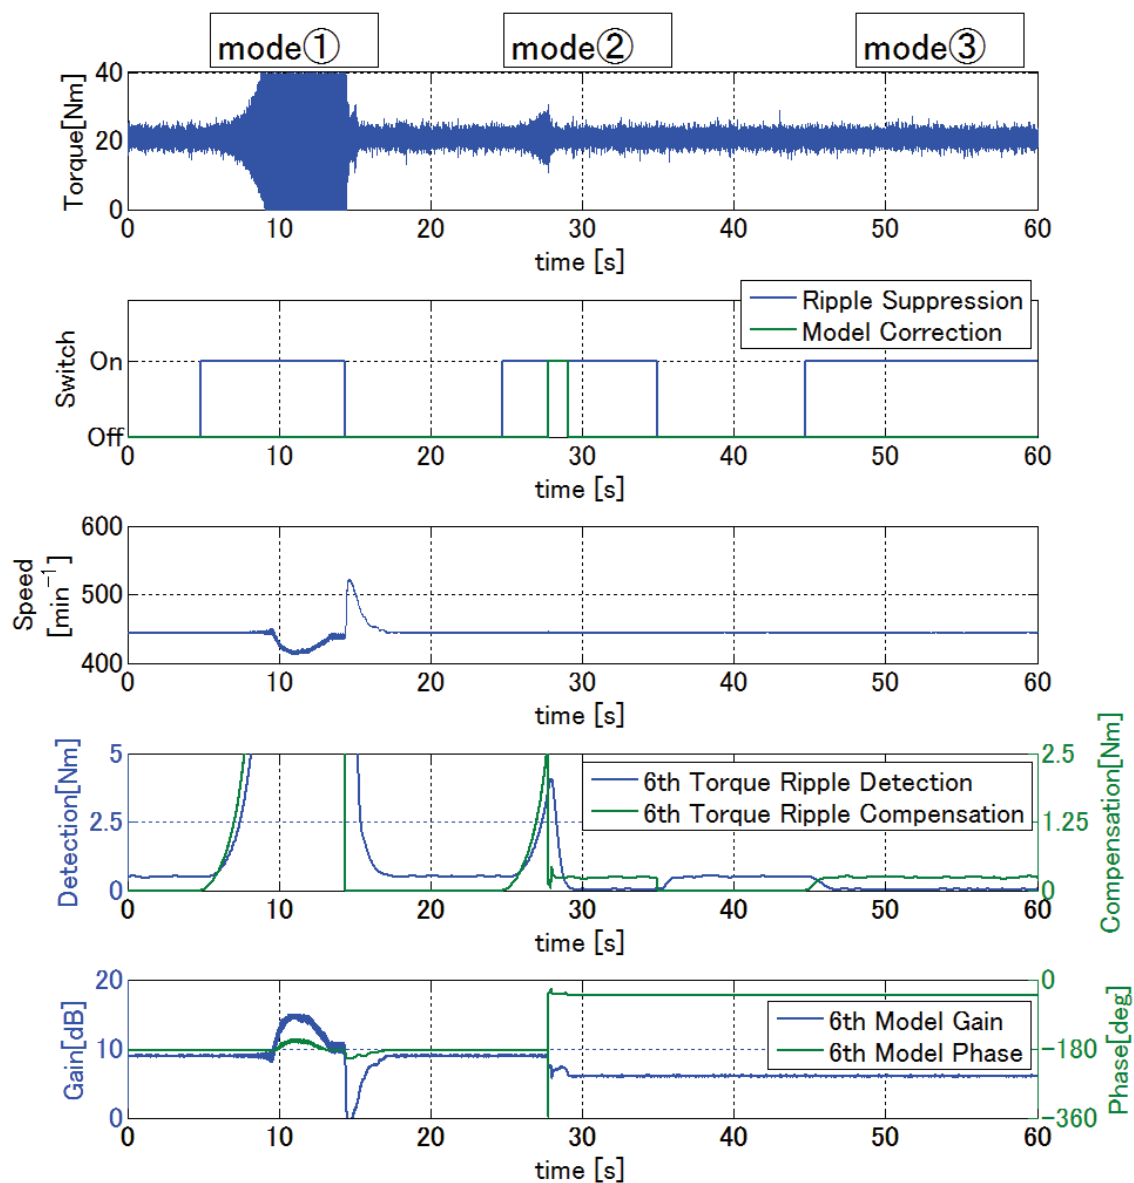 mode① mode② mode③
Torque[Nm]
40
20
0
0 10 20 30 40 50 60
time [s]
Switch
On
Off
Ripple Suppression
Model Correction
0 10 20 30 40 50 60
time [s]
Speed
[min⁻¹]
600
500
400
0 10 20 30 40 50 60
time [s]
Detection[Nm]
5
2.5
0
6th Torque Ripple Detection
6th Torque Ripple Compensation
2.5
1.25
0
Compensation[Nm]
0 10 20 30 40 50 60
time [s]
Gain[dB]
20
10
0
6th Model Gain
6th Model Phase
0
-180
-360
Phase[deg]
0 10 20 30 40 50 60
time [s]